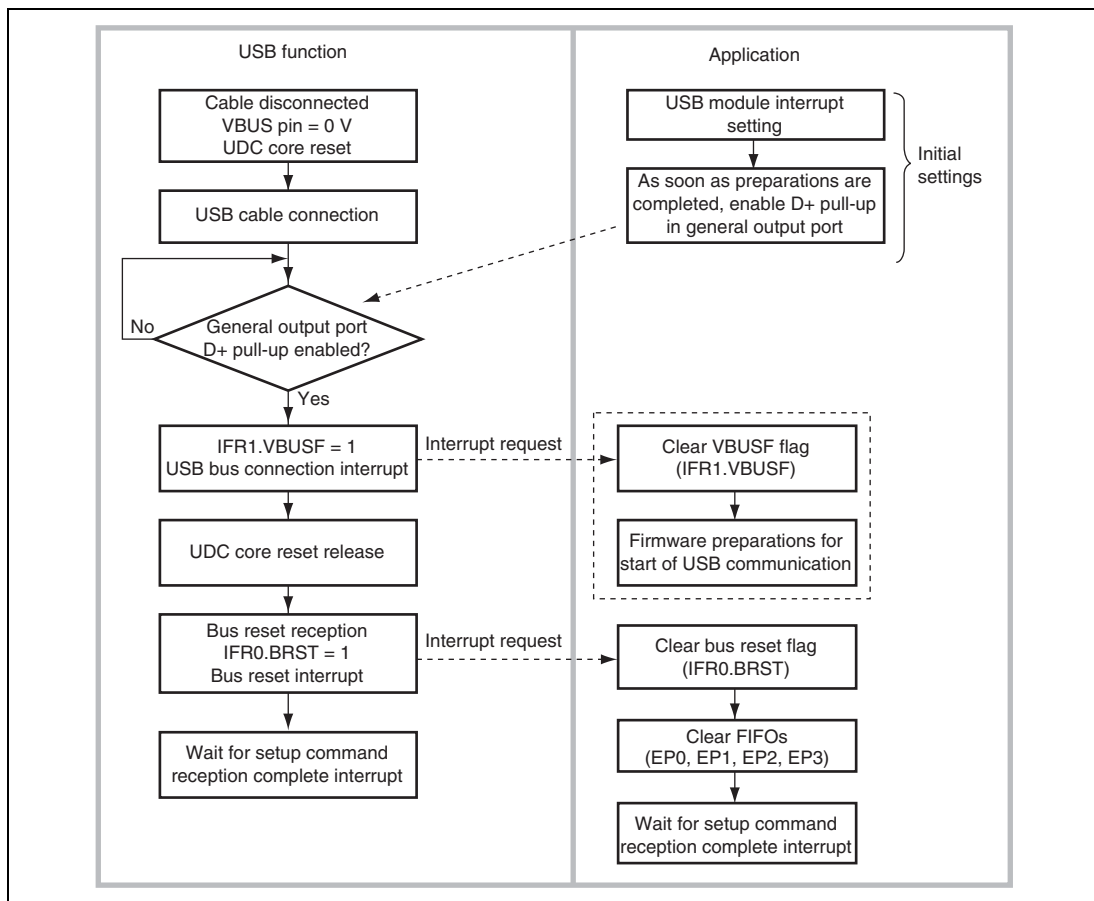 USB function
Cable disconnected
VBUS pin = 0 V
UDC core reset
USB cable connection
General output port
D+ pull-up enabled?
No
Yes
IFR1.VBUSF = 1
USB bus connection interrupt
Interrupt request
UDC core reset release
Bus reset reception
IFR0.BRST = 1
Bus reset interrupt
Interrupt request
Wait for setup command
reception complete interrupt
Application
USB module interrupt
setting
As soon as preparations are
completed, enable D+ pull-up
in general output port
Initial
settings
Clear VBUSF flag
(IFR1.VBUSF)
Firmware preparations for
start of USB communication
Clear bus reset flag
(IFR0.BRST)
Clear FIFOs
(EP0, EP1, EP2, EP3)
Wait for setup command
reception complete interrupt